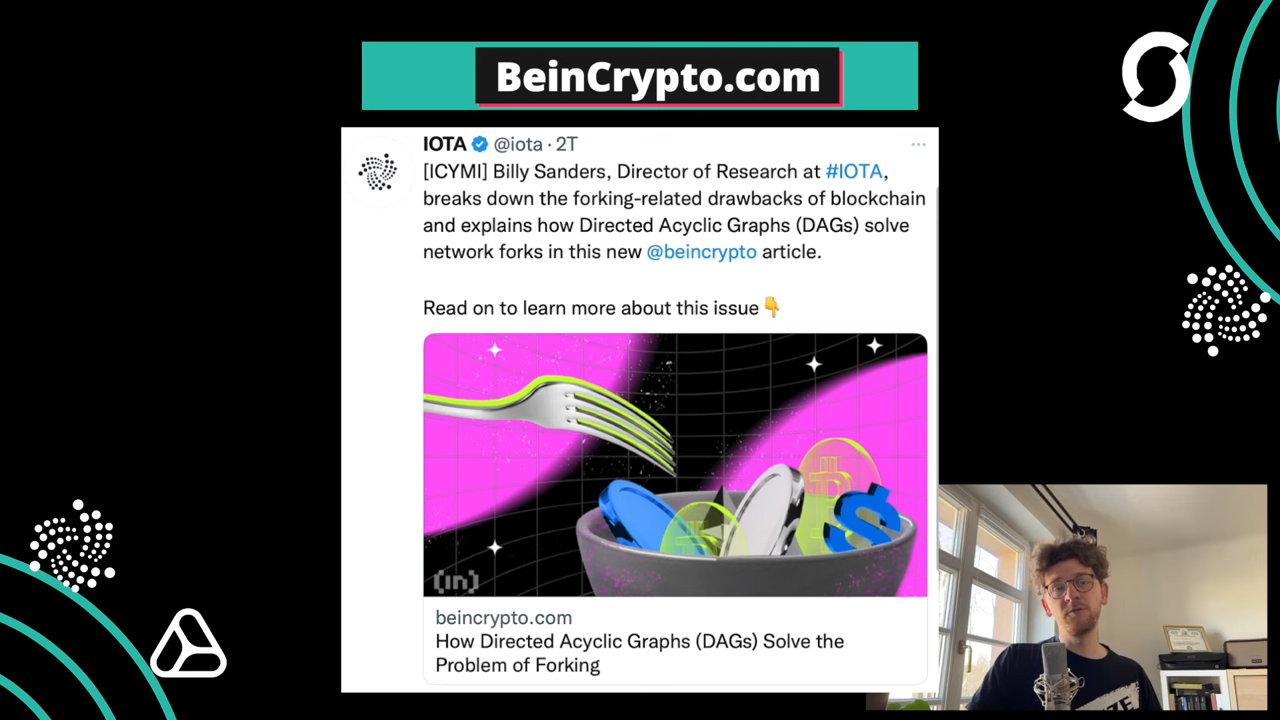 BeinCrypto.com
IOTA @iota · 2T
[ICYMI] Billy Sanders, Director of Research at #IOTA,
breaks down the forking-related drawbacks of blockchain
and explains how Directed Acyclic Graphs (DAGs) solve
network forks in this new @beincrypto article.
Read on to learn more about this issue👇
(in)
beincrypto.com
How Directed Acyclic Graphs (DAGs) Solve the
Problem of Forking